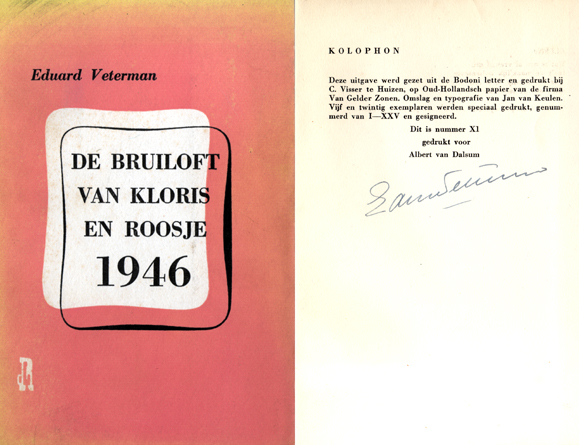 Eduard Veterman
DE BRUILOFT
VAN KLORIS
EN ROOSJE
1946
KOLOPHON
Deze uitgave werd gezet uit de Bodoni letter en gedrukt bij
C. Visser te Huizen, op Oud-Hollandsch papier van de firma
Van Gelder Zonen. Omslag en typografie van Jan van Keulen.
Vijf en twintig exemplaren werden speciaal gedrukt, genum-
merd van I—XXV en gesigneerd.
Dit is nummer X1
gedrukt voor
Albert van Dalsum